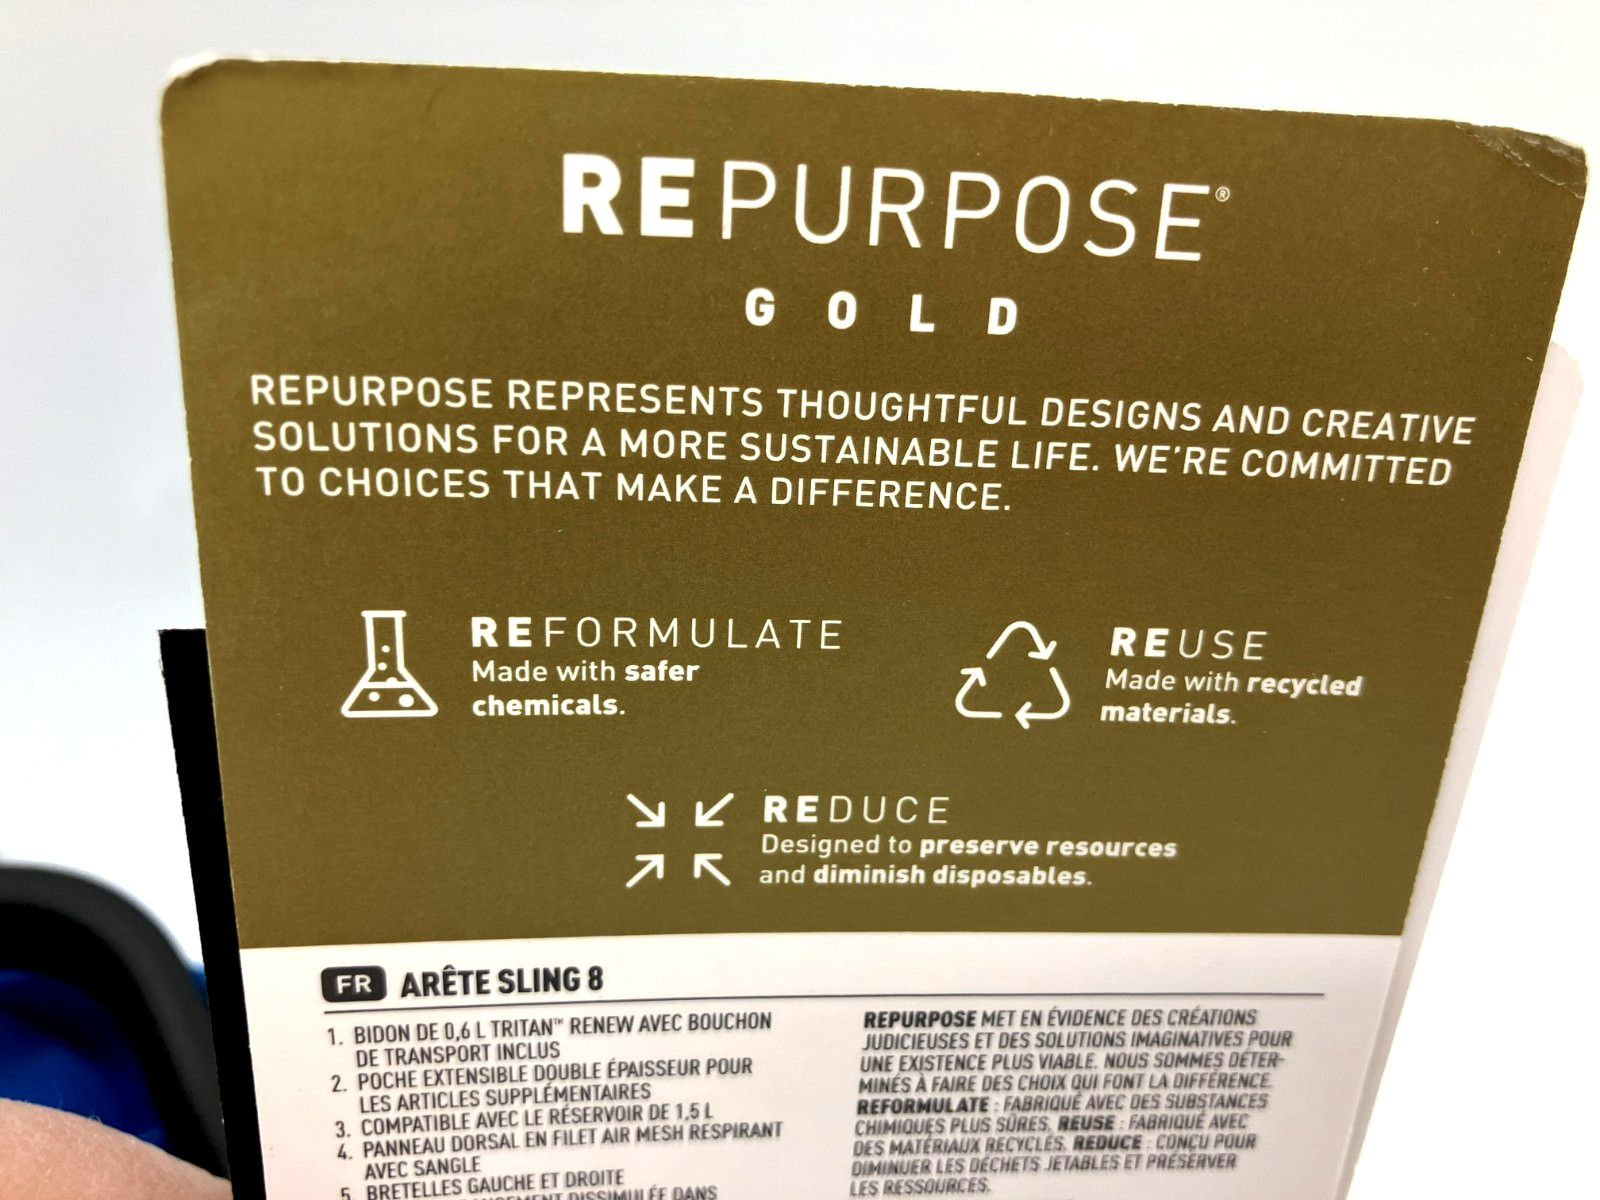 REPURPOSE®
GOLD
REPURPOSE REPRESENTS THOUGHTFUL DESIGNS AND CREATIVE
SOLUTIONS FOR A MORE SUSTAINABLE LIFE. WE'RE COMMITTED
TO CHOICES THAT MAKE A DIFFERENCE.
REFORMULATE
Made with safer
chemicals.
REUSE
Made with recycled
materials.
REDUCE
Designed to preserve resources
and diminish disposables.
FR ARÊTE SLING 8
1. BIDON DE 0,6 L TRITAN™ RENEW AVEC BOUCHON
DE TRANSPORT INCLUS
2. POCHE EXTENSIBLE DOUBLE ÉPAISSEUR POUR
LES ARTICLES SUPPLÉMENTAIRES
3. COMPATIBLE AVEC LE RÉSERVOIR DE 1,5 L
4. PANNEAU DORSAL EN FILET AIR MESH RESPIRANT
AVEC SANGLE
5. BRETELLES GAUCHE ET DROITE
DISSIMULÉE DANS
REPURPOSE MET EN ÉVIDENCE DES CRÉATIONS
JUDICIEUSES ET DES SOLUTIONS IMAGINATIVES POUR
UNE EXISTENCE PLUS VIABLE. NOUS SOMMES DÉTER-
MINÉS À FAIRE DES CHOIX QUI FONT LA DIFFÉRENCE.
REFORMULATE : FABRIQUÉ AVEC DES SUBSTANCES
CHIMIQUES PLUS SÛRES. REUSE : FABRIQUÉ AVEC
DES MATÉRIAUX RECYCLÉS. REDUCE : CONÇU POUR
DIMINUER LES DÉCHETS JETABLES ET PRÉSERVER
LES RESSOURCES.